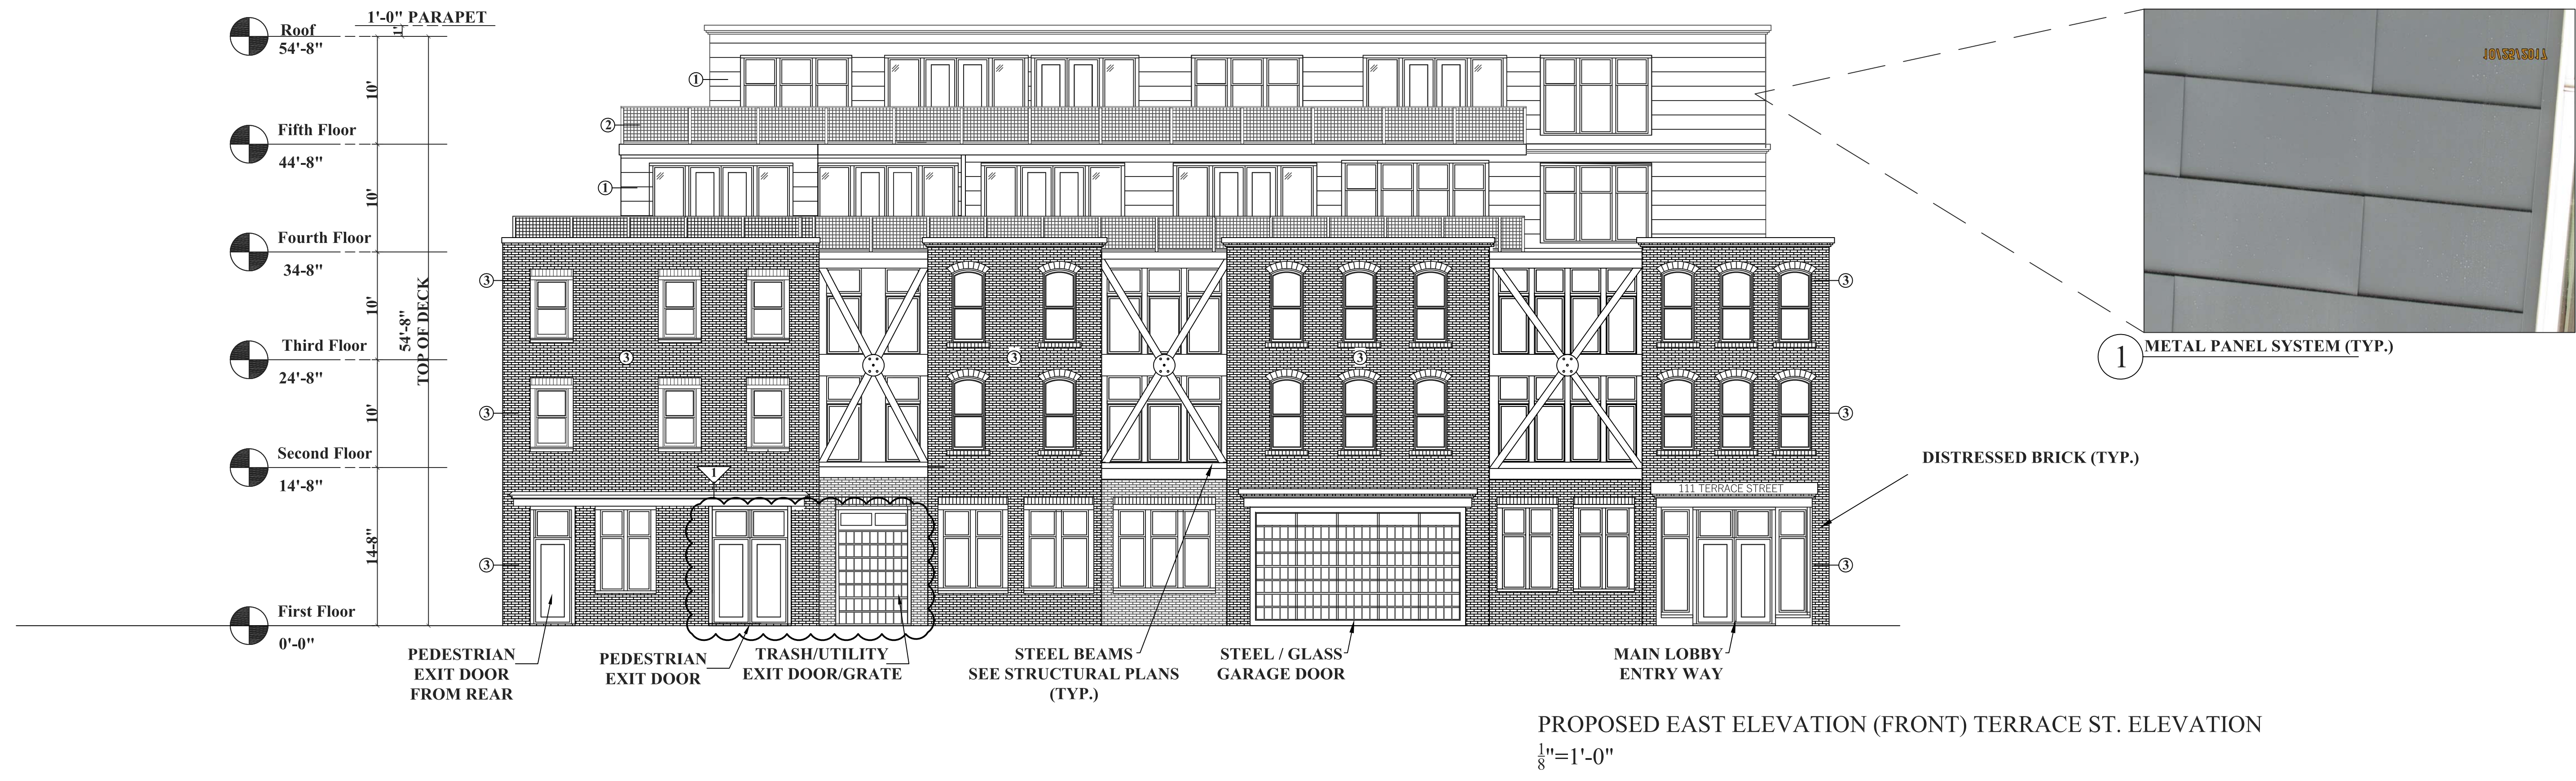 1'-0" PARAPET
1'
Roof
54'-8"
10'
Fifth Floor
44'-8"
10'
Fourth Floor
34'-8"
10'
Third Floor
24'-8"
54'-8"
TOP OF DECK
10'
Second Floor
14'-8"
14'-8"
First Floor
0'-0"
1
2
1
3
3
3
3
3
3
3
3
3
1
111 TERRACE STREET
PEDESTRIAN
EXIT DOOR
FROM REAR
PEDESTRIAN
EXIT DOOR
TRASH/UTILITY
EXIT DOOR/GRATE
STEEL BEAMS
SEE STRUCTURAL PLANS
(TYP.)
STEEL / GLASS
GARAGE DOOR
MAIN LOBBY
ENTRY WAY
DISTRESSED BRICK (TYP.)
1
METAL PANEL SYSTEM (TYP.)
PROPOSED EAST ELEVATION (FRONT) TERRACE ST. ELEVATION
1/8"=1'-0"